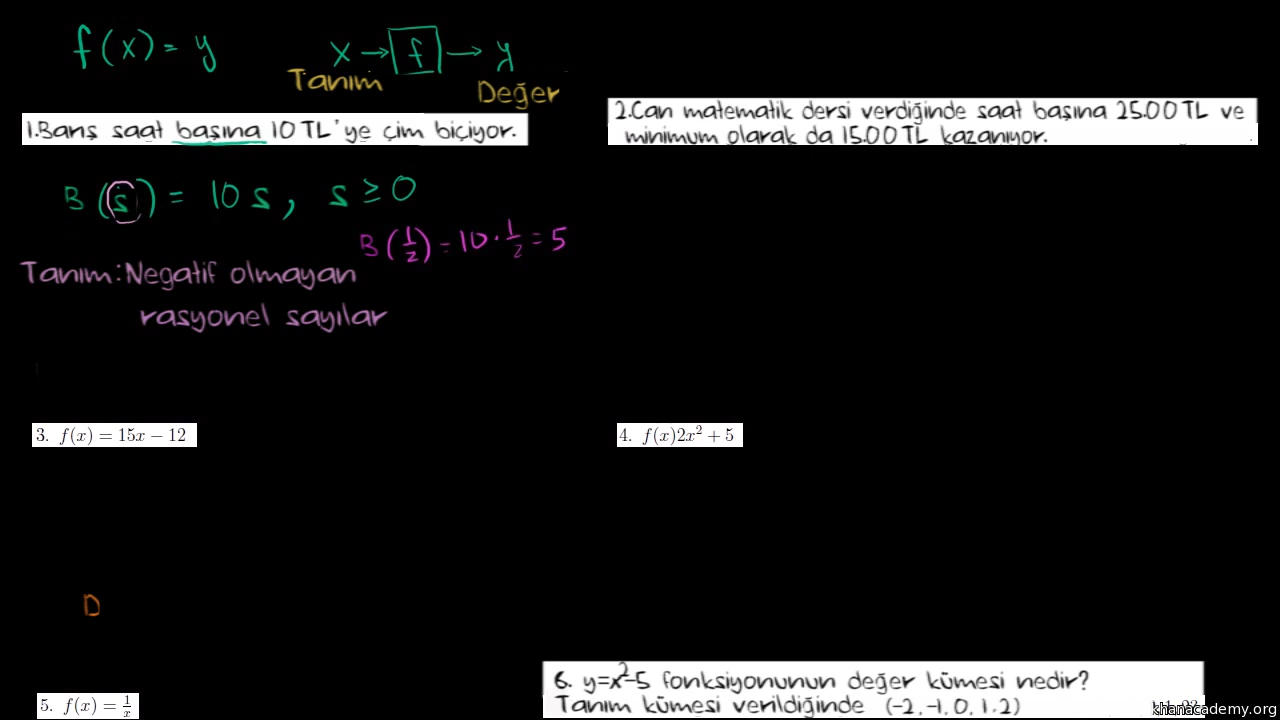 f(x) = y
x → f → y
Tanım
Değer
1.Barış saat başına 10 TL'ye çim biçiyor.
2.Can matematik dersi verdiğinde saat başına 25.00 TL ve
minimum olarak da 15.00 TL kazanıyor.
B(s) = 10 s, s ≥ 0
B(1/2) = 10 · 1/2 = 5
Tanım:Negatif olmayan
rasyonel sayılar
3. f(x) = 15x − 12
4. f(x)2x² + 5
D
5. f(x) = 1/x
6. y=x²-5 fonksiyonunun değer kümesi nedir?
Tanım kümesi verildiğinde (-2,-1, 0, 1,2)
khanacademy.org